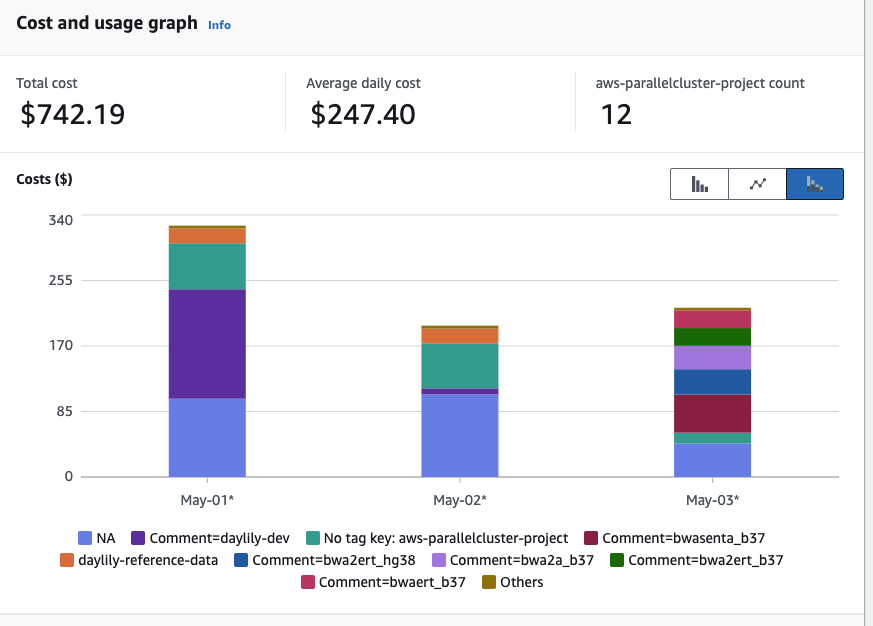 Cost and usage graph Info
Total cost
$742.19
Average daily cost
$247.40
aws-parallelcluster-project count
12
Costs ($)
340
255
170
85
0
May-01* May-02* May-03*
NA Comment=daylily-dev No tag key: aws-parallelcluster-project Comment=bwasenta_b37
daylily-reference-data Comment=bwa2ert_hg38 Comment=bwa2a_b37 Comment=bwa2ert_b37
Comment=bwaert_b37 Others